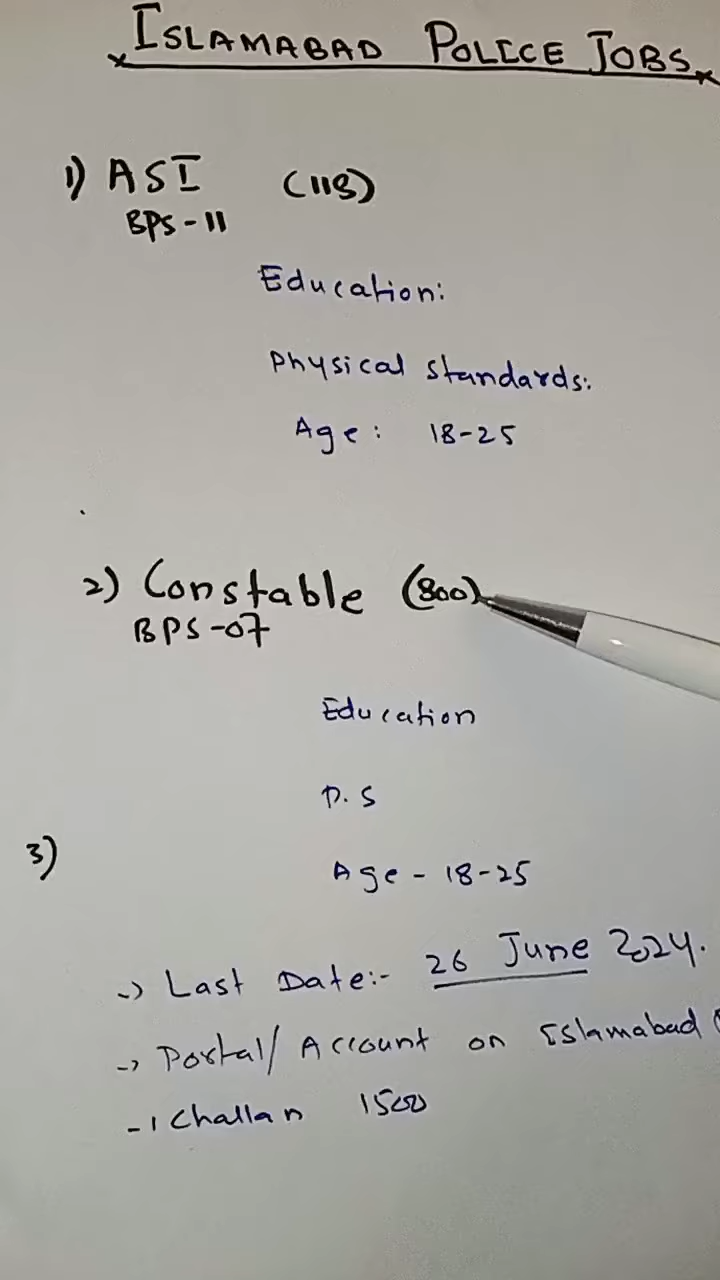 ISLAMABAD POLICE JOBS
1) ASI (118)
BPS-11
Education:
Physical standards:
Age: 18-25
2) Constable (800)
BPS-07
Education
P.S
3)
Age - 18-25
-> Last Date:- 26 June 2024.
-> Portal/Account on Islamabad
-> Challan 1500